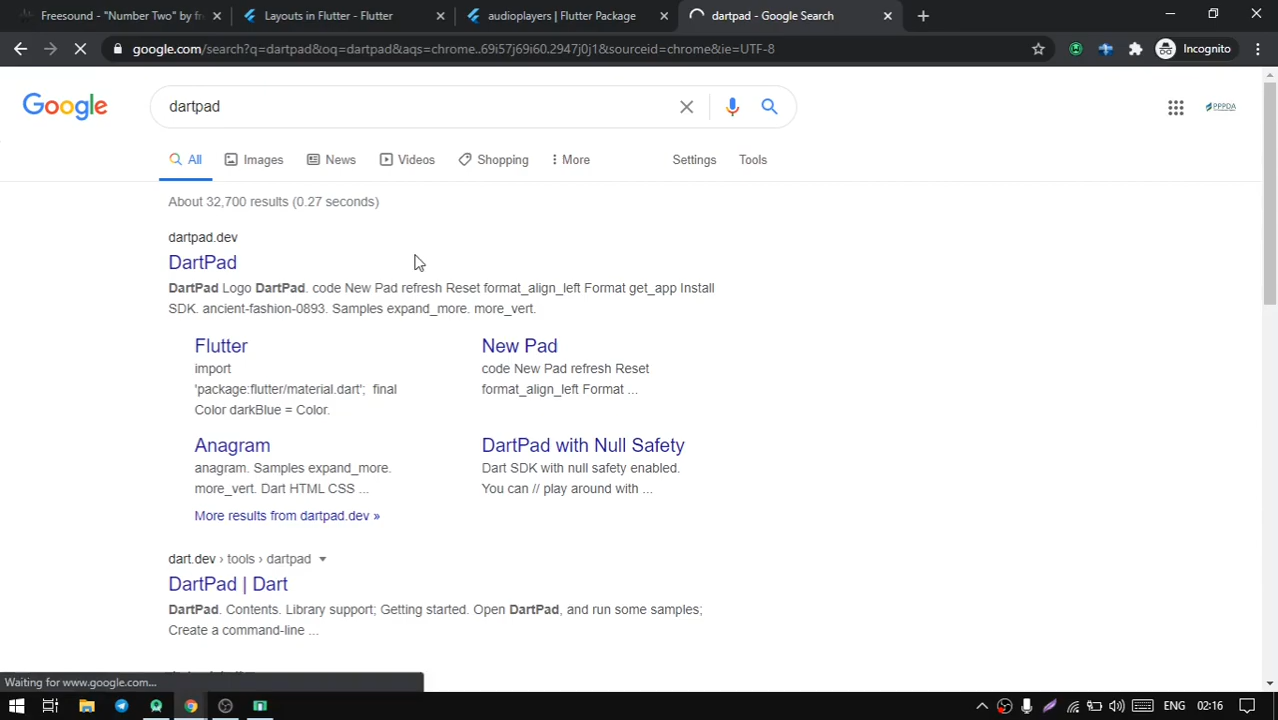 Freesound - "Number Two" by fr
Layouts in Flutter - Flutter
audioplayers | Flutter Package
dartpad - Google Search
google.com/search?q=dartpad&oq=dartpad&aqs=chrome..69i57j69i60.2947j0j1&sourceid=chrome&ie=UTF-8
Incognito
Google
dartpad
PPPDA
All
Images
News
Videos
Shopping
More
Settings
Tools
About 32,700 results (0.27 seconds)
dartpad.dev
DartPad
DartPad Logo DartPad. code New Pad refresh Reset format_align_left Format get_app Install
SDK. ancient-fashion-0893. Samples expand_more. more_vert.
Flutter
import
'package:flutter/material.dart'; final
Color darkBlue = Color.
New Pad
code New Pad refresh Reset
format_align_left Format ...
Anagram
anagram. Samples expand_more.
more_vert. Dart HTML CSS ...
DartPad with Null Safety
Dart SDK with null safety enabled.
You can // play around with ...
More results from dartpad.dev »
dart.dev › tools › dartpad
DartPad | Dart
DartPad. Contents. Library support; Getting started. Open DartPad, and run some samples;
Create a command-line ...
Waiting for www.google.com...
ENG
02:16